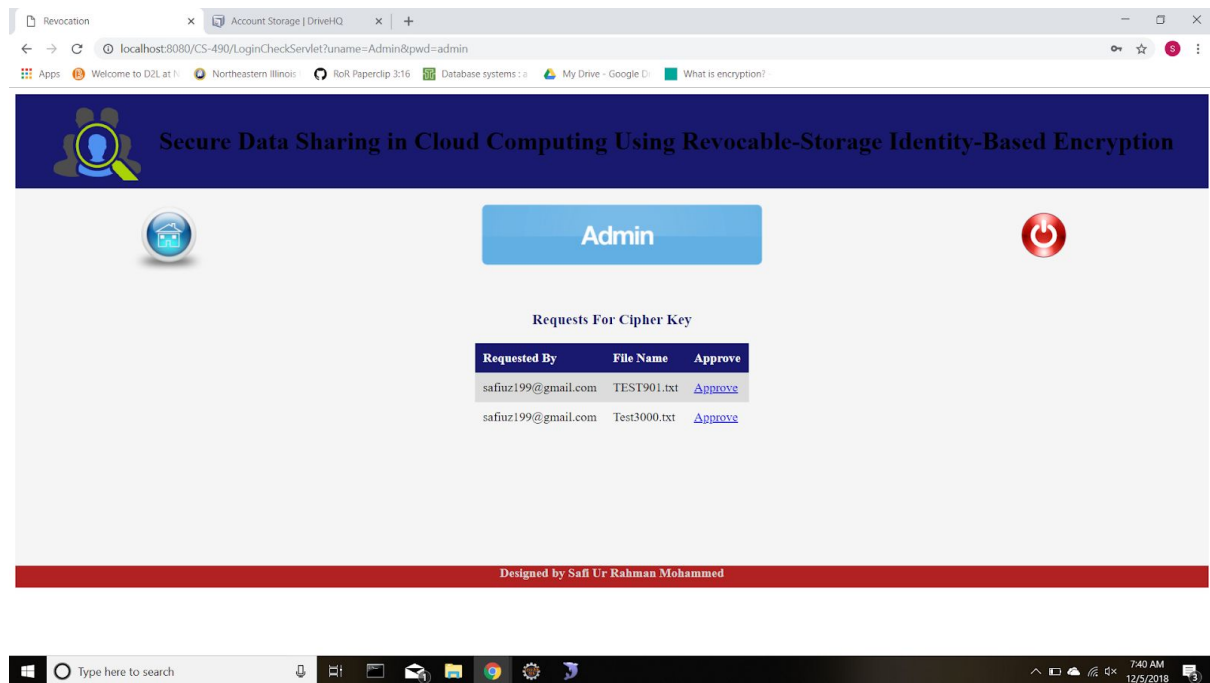 Revocation
Account Storage | DriveHQ
localhost:8080/CS-490/LoginCheckServlet?uname=Admin&pwd=admin
S
Apps Welcome to D2L at N Northeastern Illinois RoR Paperclip 3:16 Database systems : a My Drive - Google D What is encryption? -
Secure Data Sharing in Cloud Computing Using Revocable-Storage Identity-Based Encryption
Admin
Requests For Cipher Key
Requested By File Name Approve
safiuz199@gmail.com TEST901.txt Approve
safiuz199@gmail.com Test3000.txt Approve
Designed by Safi Ur Rahman Mohammed
Type here to search
7:40 AM
12/5/2018
3